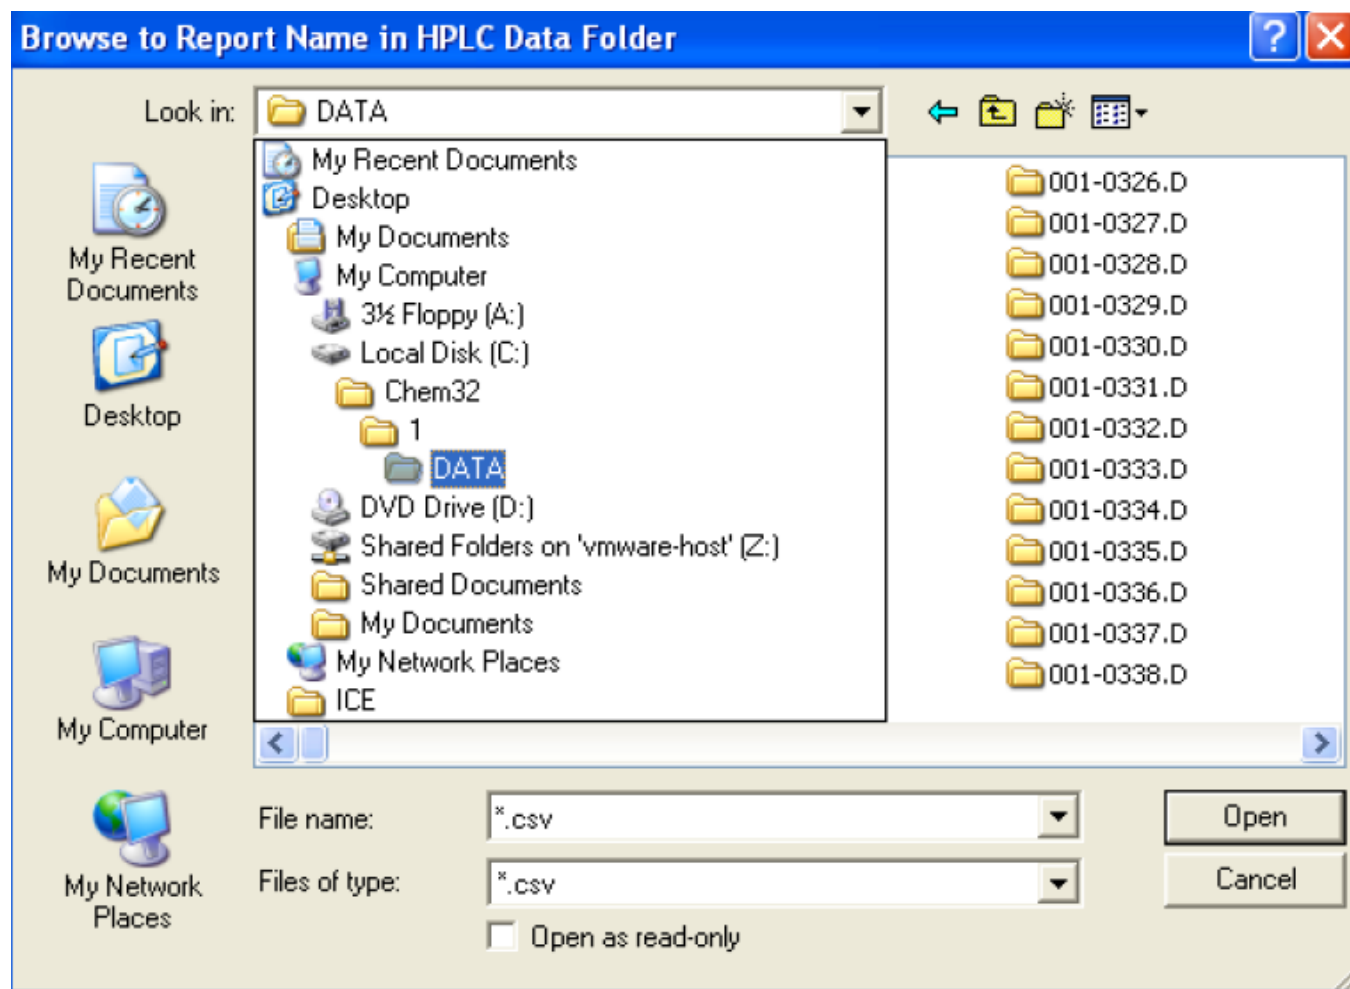 Browse to Report Name in HPLC Data Folder
?
Look in:
DATA
My Recent Documents
Desktop
My Documents
My Computer
3½ Floppy (A:)
Local Disk (C:)
Chem32
1
DATA
DVD Drive (D:)
Shared Folders on 'vmware-host' (Z:)
Shared Documents
My Documents
My Network Places
ICE
My Recent
Documents
Desktop
My Documents
My Computer
My Network
Places
001-0326.D
001-0327.D
001-0328.D
001-0329.D
001-0330.D
001-0331.D
001-0332.D
001-0333.D
001-0334.D
001-0335.D
001-0336.D
001-0337.D
001-0338.D
File name:
*.csv
Open
Files of type:
*.csv
Cancel
Open as read-only